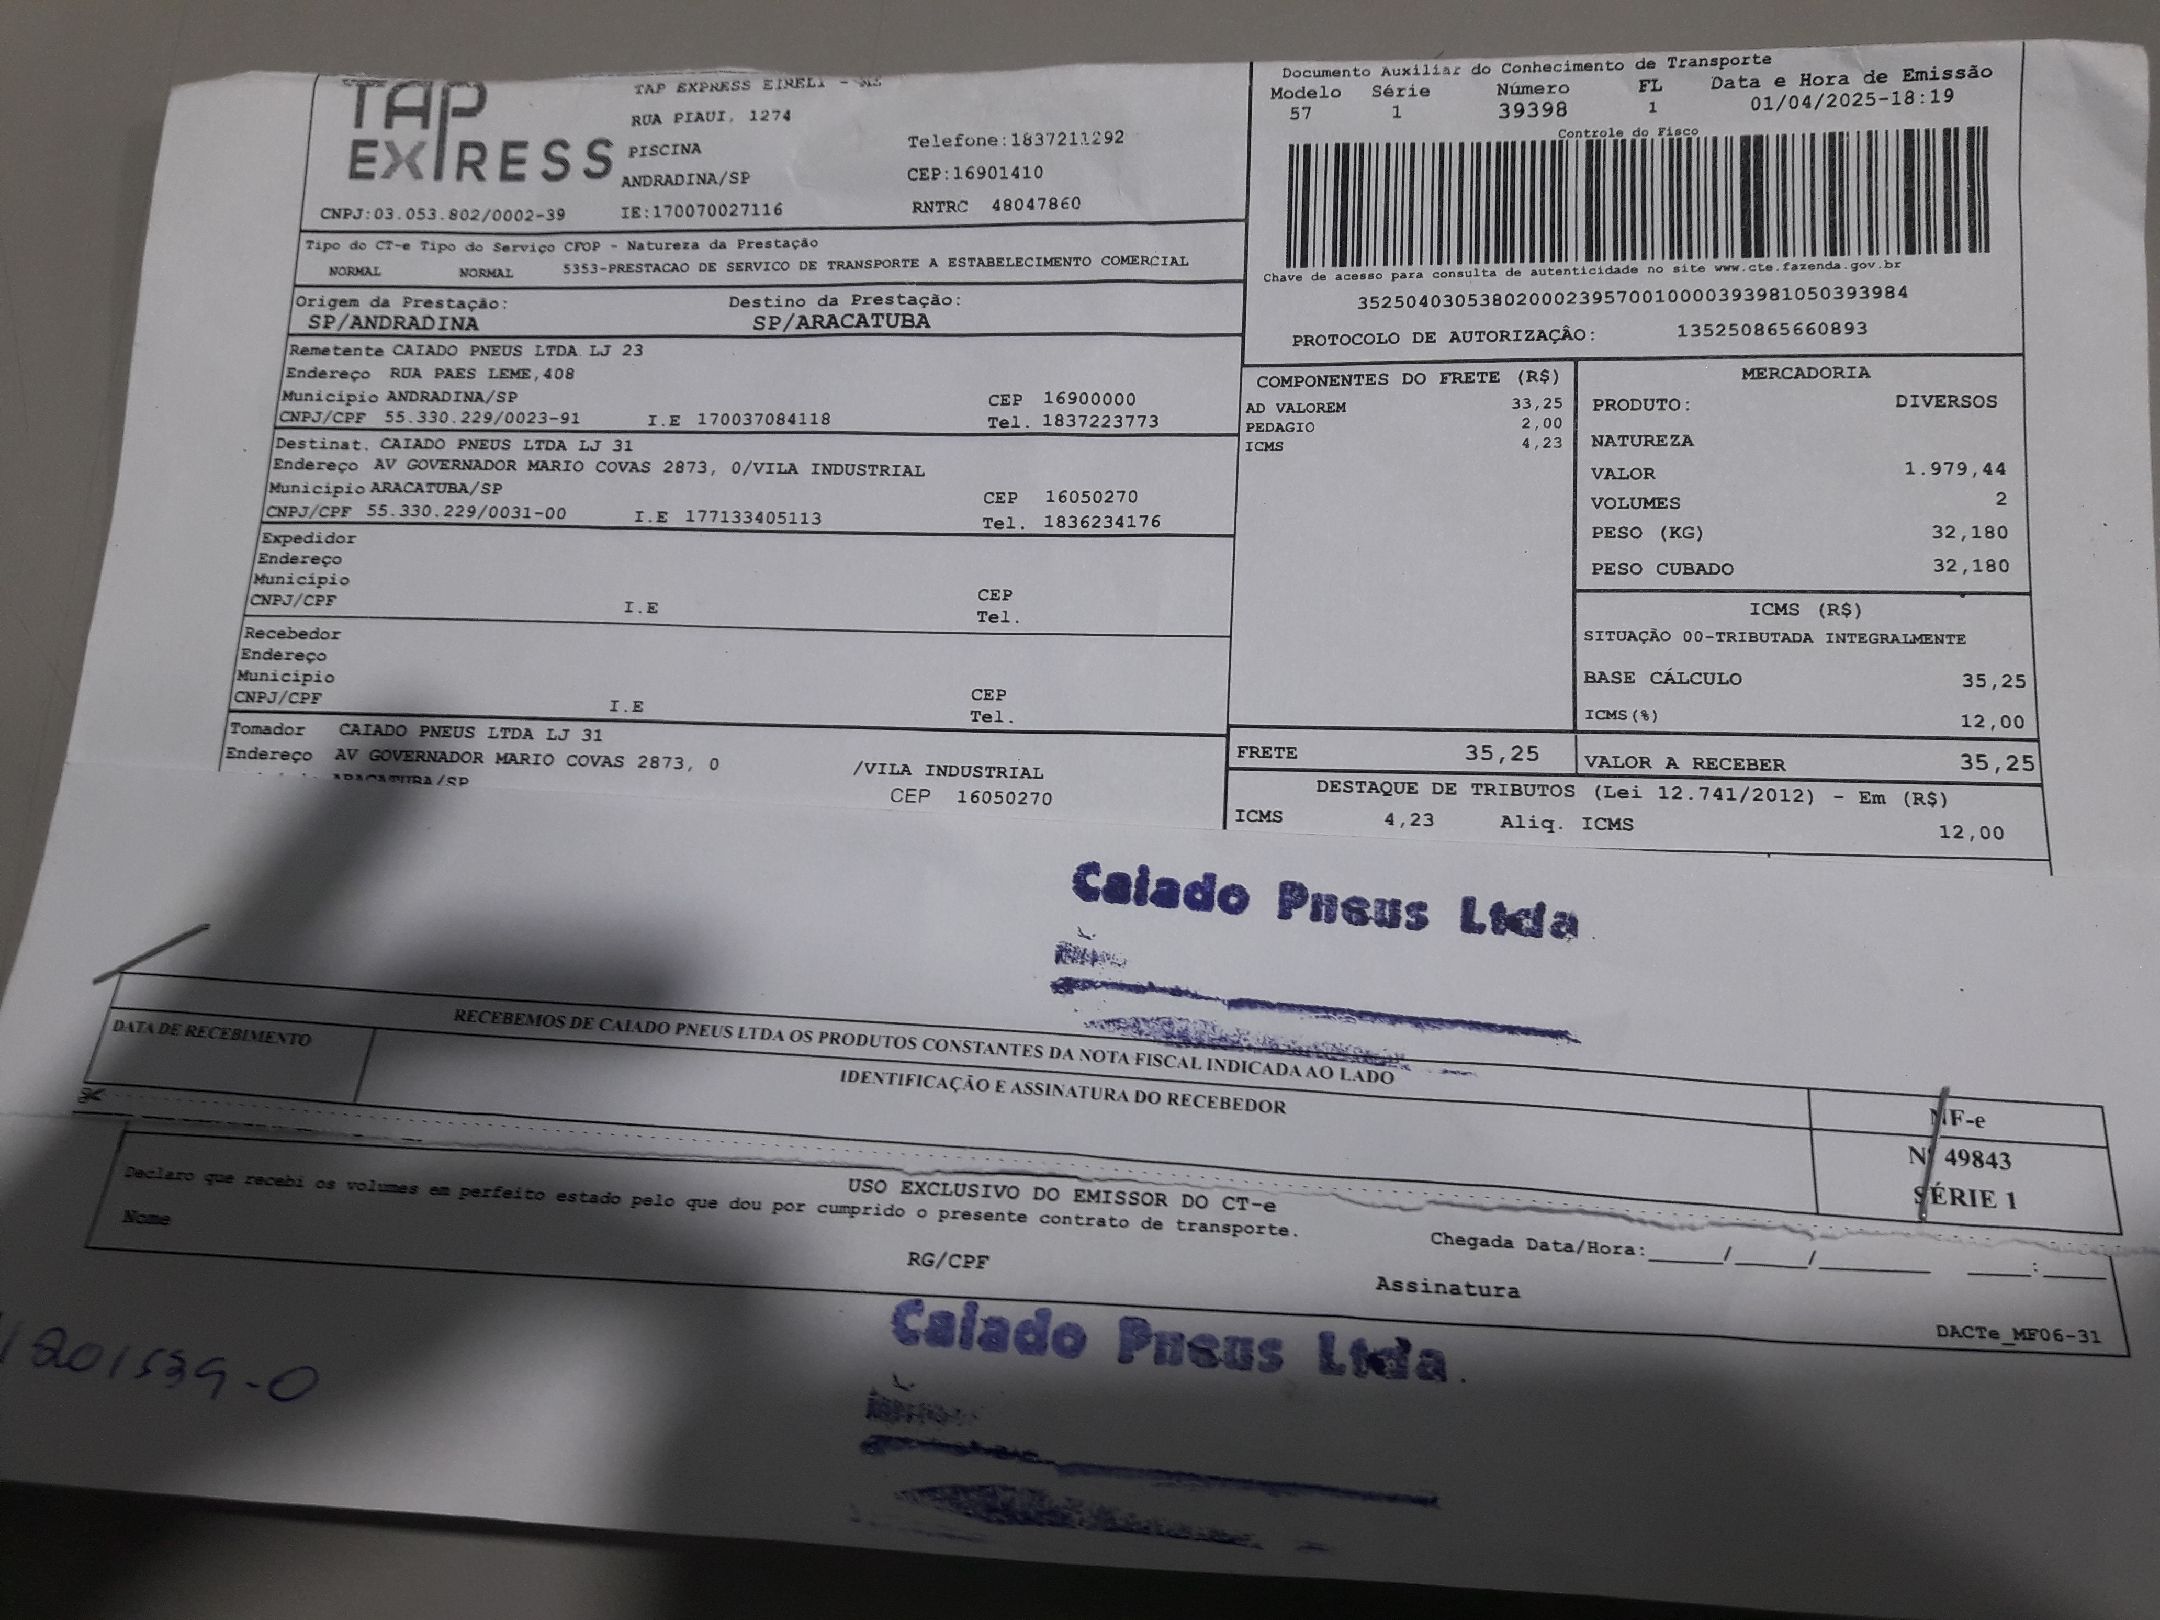 TAP EXPRESS
TAP EXPRESS EIRELI - ME
RUA PIAUI, 1274
PISCINA
Telefone:1837211292
ANDRADINA/SP
CEP:16901410
CNPJ:03.053.802/0002-39
IE:170070027116
RNTRC 48047860
Documento Auxiliar do Conhecimento de Transporte
Modelo Série Número FL Data e Hora de Emissão
57 1 39398 1 01/04/2025-18:19
Controle do Fisco
Chave de acesso para consulta de autenticidade no site www.cte.fazenda.gov.br
35250403053802000239570010000393981050393984
PROTOCOLO DE AUTORIZAÇÂO: 135250865660893
Tipo do CT-e Tipo do Serviço CFOP - Natureza da Prestação
NORMAL NORMAL 5353-PRESTACAO DE SERVICO DE TRANSPORTE A ESTABELECIMENTO COMERCIAL
Origem da Prestação: Destino da Prestação:
SP/ANDRADINA SP/ARACATUBA
Remetente CAIADO PNEUS LTDA LJ 23
Endereço RUA PAES LEME,408
Município ANDRADINA/SP CEP 16900000
CNPJ/CPF 55.330.229/0023-91 I.E 170037084118 Tel. 1837223773
Destinat. CAIADO PNEUS LTDA LJ 31
Endereço AV GOVERNADOR MARIO COVAS 2873, 0/VILA INDUSTRIAL
Município ARACATUBA/SP CEP 16050270
CNPJ/CPF 55.330.229/0031-00 I.E 177133405113 Tel. 1836234176
Expedidor
Endereço
Município CEP
CNPJ/CPF I.E Tel.
Recebedor
Endereço
Município CEP
CNPJ/CPF I.E Tel.
Tomador CAIADO PNEUS LTDA LJ 31
Endereço AV GOVERNADOR MARIO COVAS 2873, 0 /VILA INDUSTRIAL
ARACATUBA/SP CEP 16050270
COMPONENTES DO FRETE (R$)
AD VALOREM 33,25
PEDAGIO 2,00
ICMS 4,23
MERCADORIA
PRODUTO: DIVERSOS
NATUREZA
VALOR 1.979,44
VOLUMES 2
PESO (KG) 32,180
PESO CUBADO 32,180
ICMS (R$)
SITUAÇÃO 00-TRIBUTADA INTEGRALMENTE
BASE CÁLCULO 35,25
ICMS(%) 12,00
FRETE 35,25 VALOR A RECEBER 35,25
DESTAQUE DE TRIBUTOS (Lei 12.741/2012) - Em (R$)
ICMS 4,23 Aliq. ICMS 12,00
Caiado Pneus Ltda
RECEBEMOS DE CAIADO PNEUS LTDA OS PRODUTOS CONSTANTES DA NOTA FISCAL INDICADA AO LADO
DATA DE RECEBIMENTO
IDENTIFICAÇÃO E ASSINATURA DO RECEBEDOR
NF-e
Nº 49843
SÉRIE 1
USO EXCLUSIVO DO EMISSOR DO CT-e
Declaro que recebi os volumes em perfeito estado pelo que dou por cumprido o presente contrato de transporte.
Nome
RG/CPF
Chegada Data/Hora:_____/_____/_______ ____:____
Assinatura
DACTe_MF06-31
Caiado Pneus Ltda.
201539-0